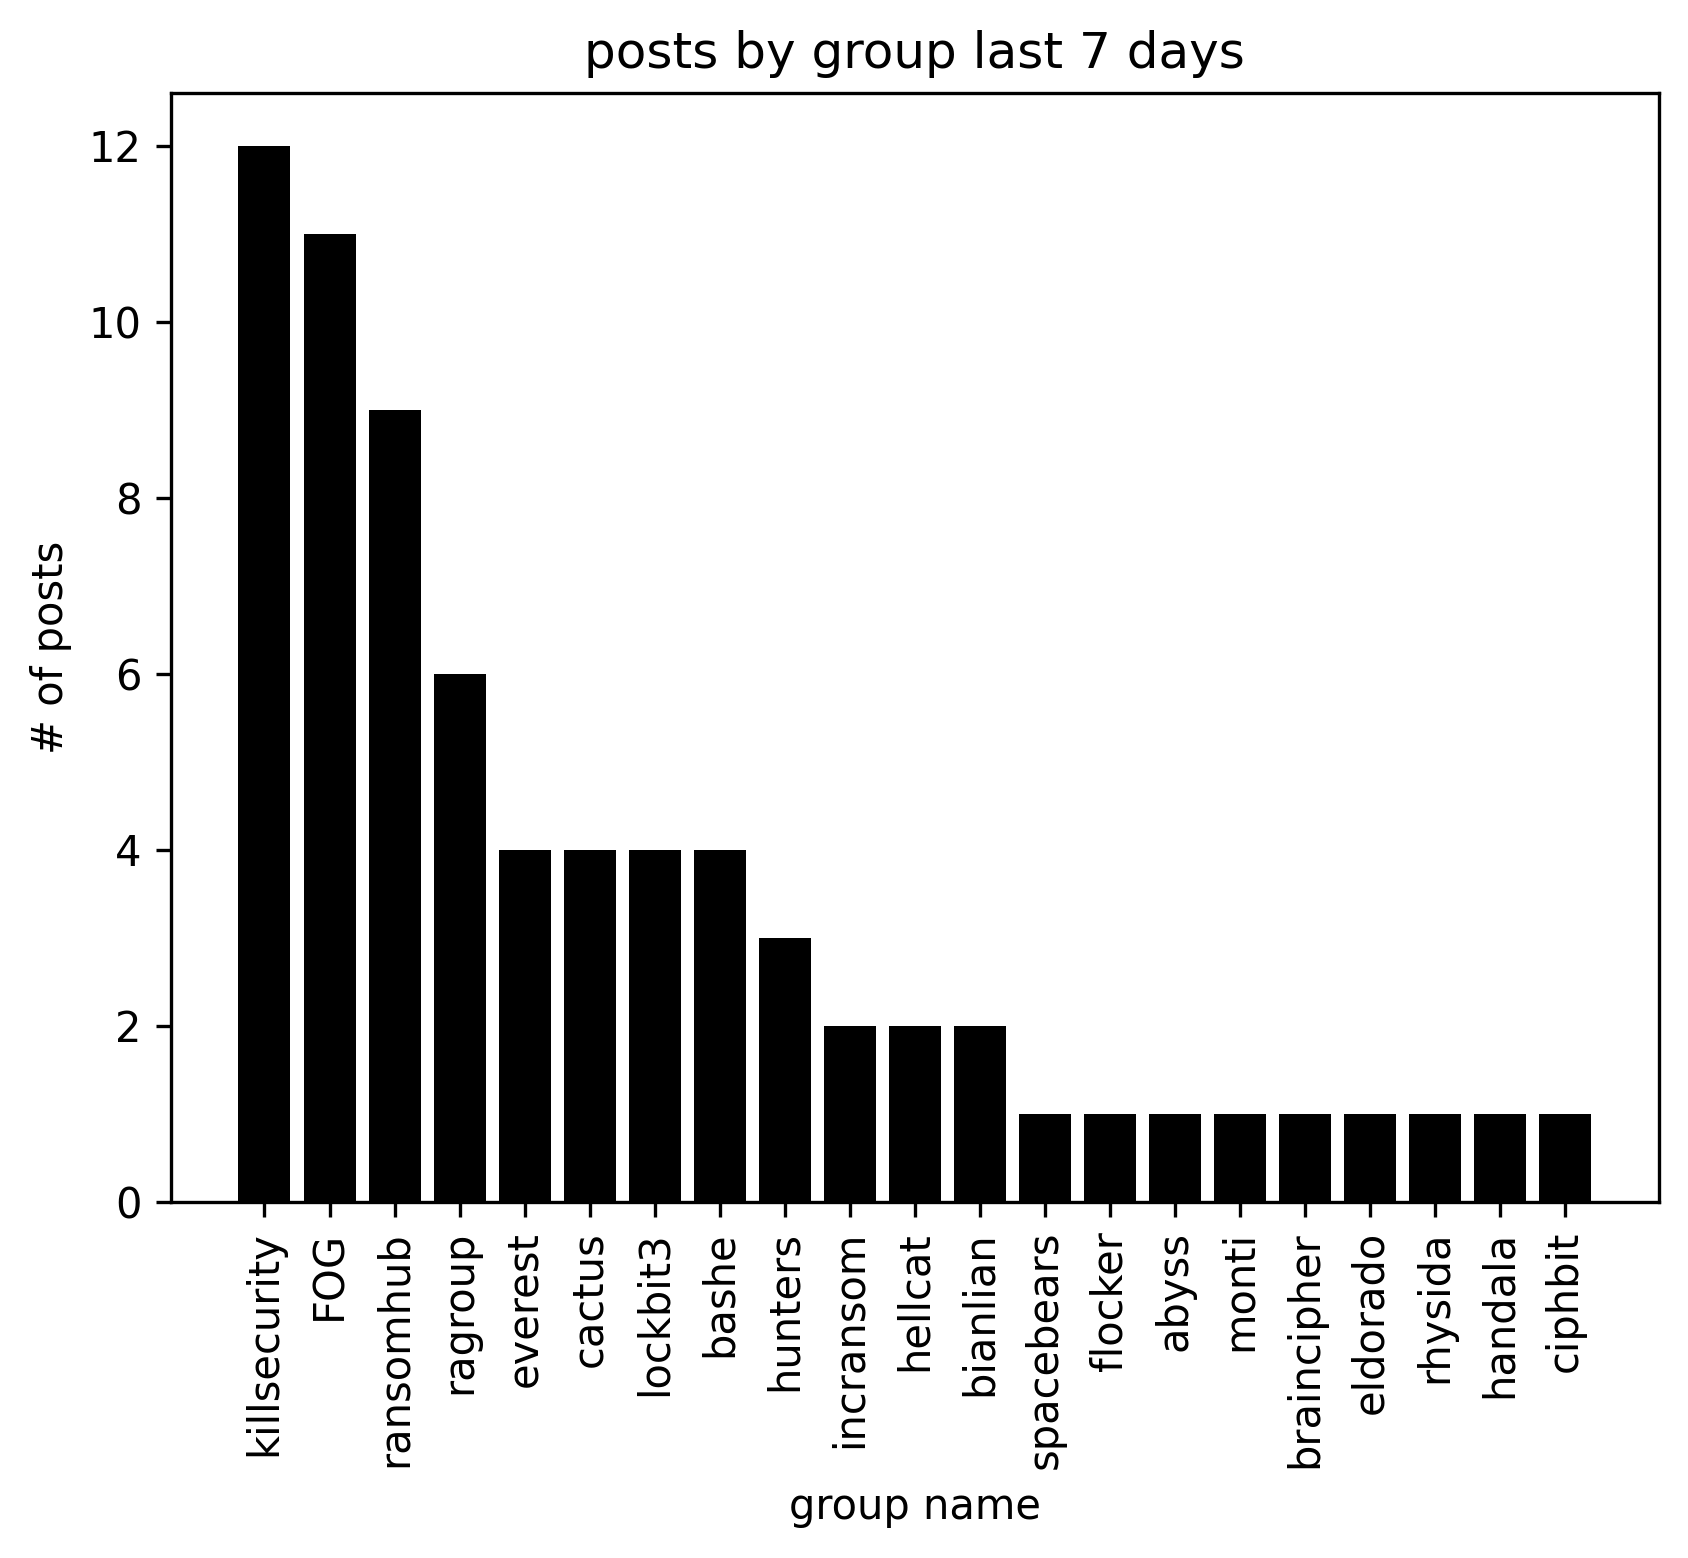 posts by group last 7 days
12
10
8
6
4
2
0
# of posts
killsecurity
FOG
ransomhub
ragroup
everest
cactus
lockbit3
bashe
hunters
incransom
hellcat
bianlian
spacebears
flocker
abyss
monti
braincipher
eldorado
rhysida
handala
ciphbit
group name